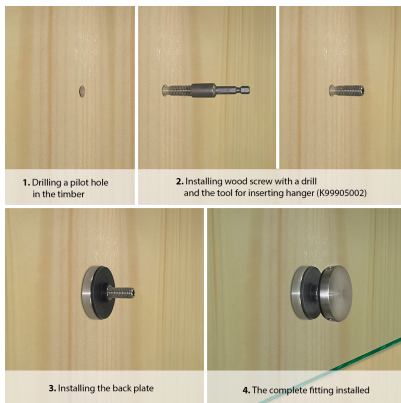 1. Drilling a pilot hole
in the timber
2. Installing wood screw with a drill
and the tool for inserting hanger (K99905002)
3. Installing the back plate
4. The complete fitting installed